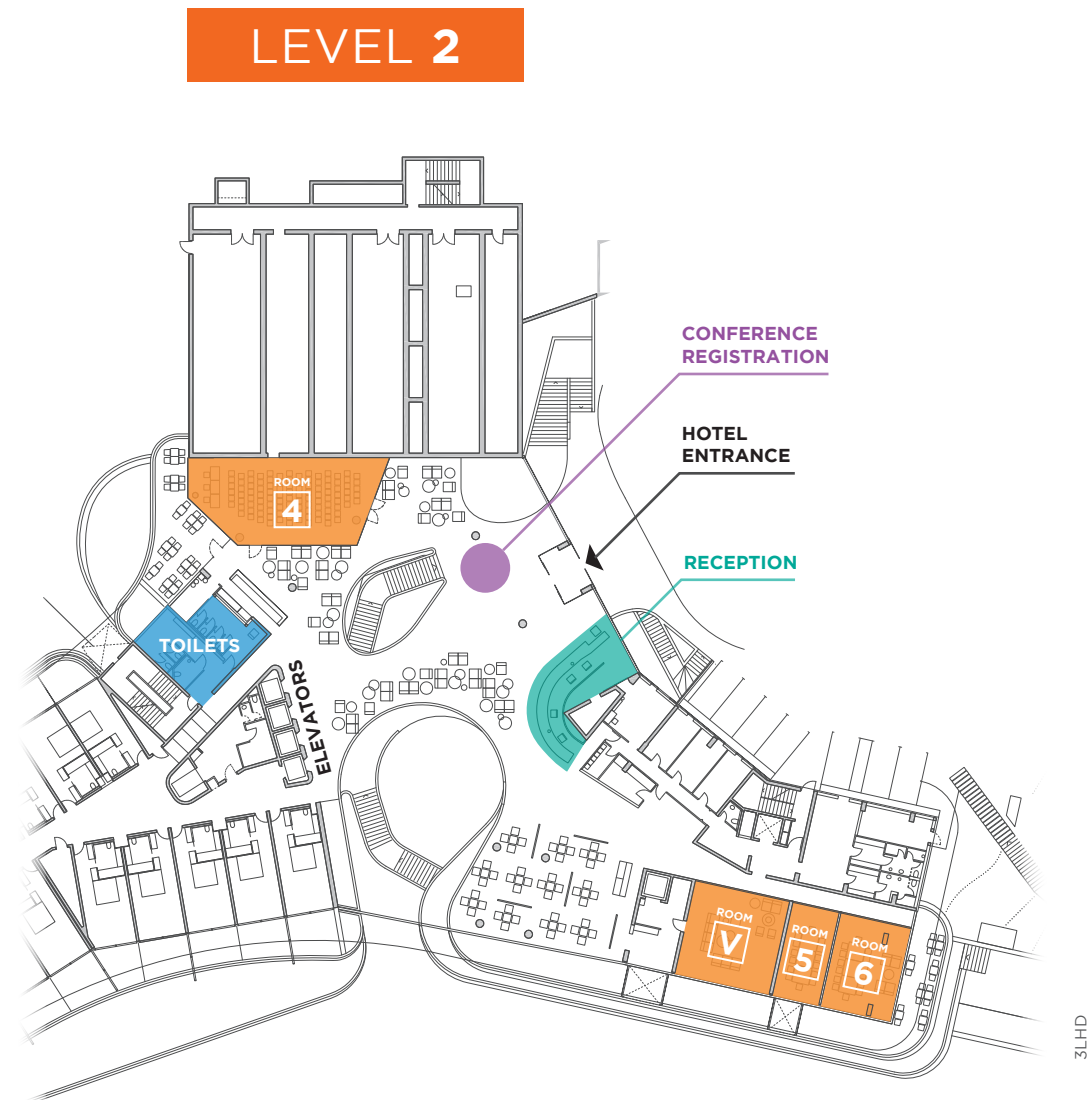 LEVEL 2
CONFERENCE
REGISTRATION
HOTEL
ENTRANCE
ROOM
4
RECEPTION
TOILETS
ELEVATORS
ROOM
V
ROOM
5
ROOM
6
3LHD